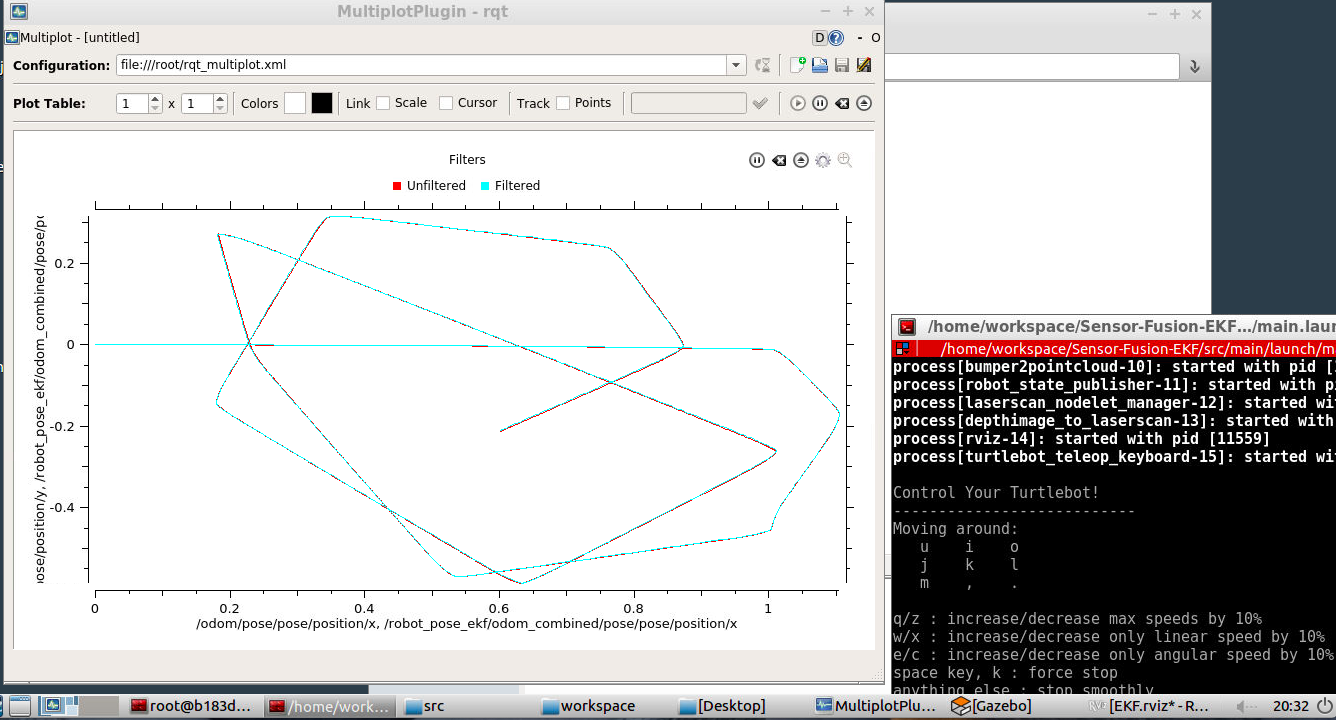 MultiplotPlugin - rqt
Multiplot - [untitled]
D ? - O
Configuration: file:///root/rqt_multiplot.xml
Plot Table: 1 x 1 Colors Link Scale Cursor Track Points
Filters
Unfiltered Filtered
0.2
0
-0.2
-0.4
0 0.2 0.4 0.6 0.8 1
/odom/pose/pose/position/x, /robot_pose_ekf/odom_combined/pose/pose/position/x
ose/position/y, /robot_pose_ekf/odom_combined/pose/po
/home/workspace/Sensor-Fusion-EKF.../main.laun
/home/workspace/Sensor-Fusion-EKF/src/main/launch/m
process[bumper2pointcloud-10]: started with pid [1
process[robot_state_publisher-11]: started with pi
process[laserscan_nodelet_manager-12]: started wit
process[depthimage_to_laserscan-13]: started with
process[rviz-14]: started with pid [11559]
process[turtlebot_teleop_keyboard-15]: started wit
Control Your Turtlebot!
---------------------------
Moving around:
u i o
j k l
m , .
q/z : increase/decrease max speeds by 10%
w/x : increase/decrease only linear speed by 10%
e/c : increase/decrease only angular speed by 10%
space key, k : force stop
anything else : stop smoothly
root@b183d... /home/work... src workspace [Desktop] MultiplotPlu... [Gazebo] [EKF.rviz* - R... 20:32